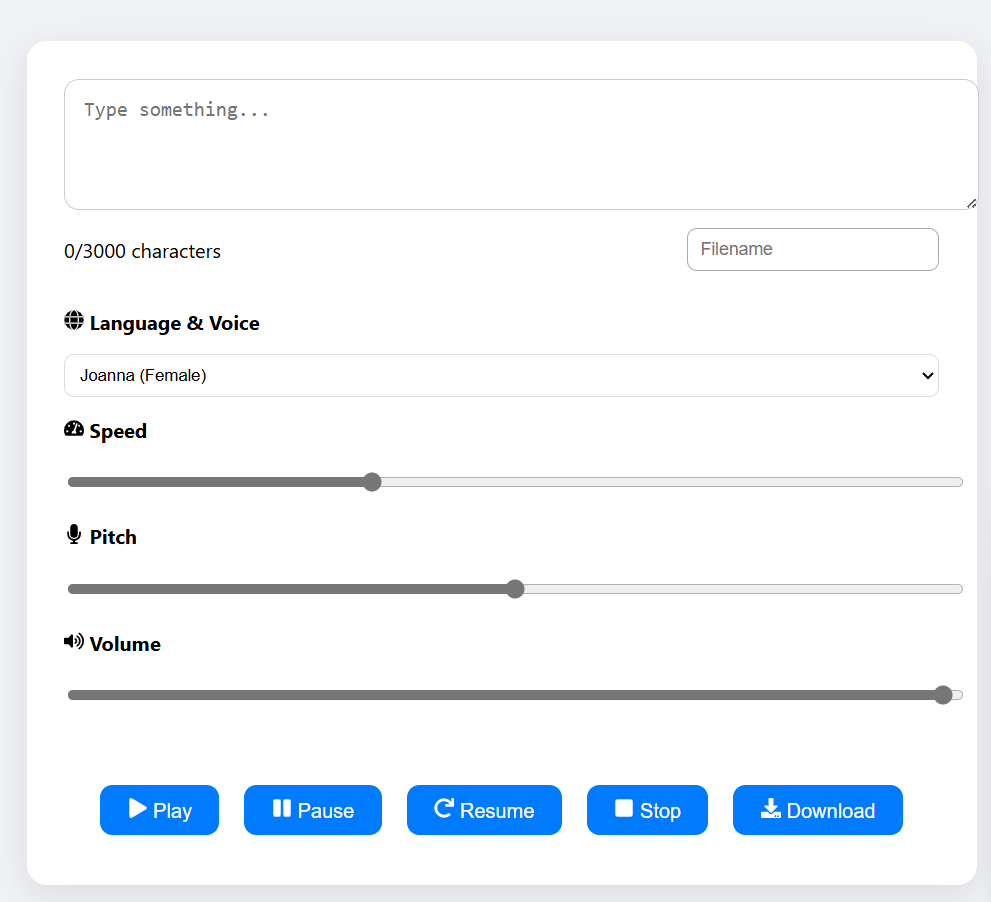 Type something...
0/3000 characters
Filename
Language & Voice
Joanna (Female)
Speed
Pitch
Volume
Play Pause Resume Stop Download